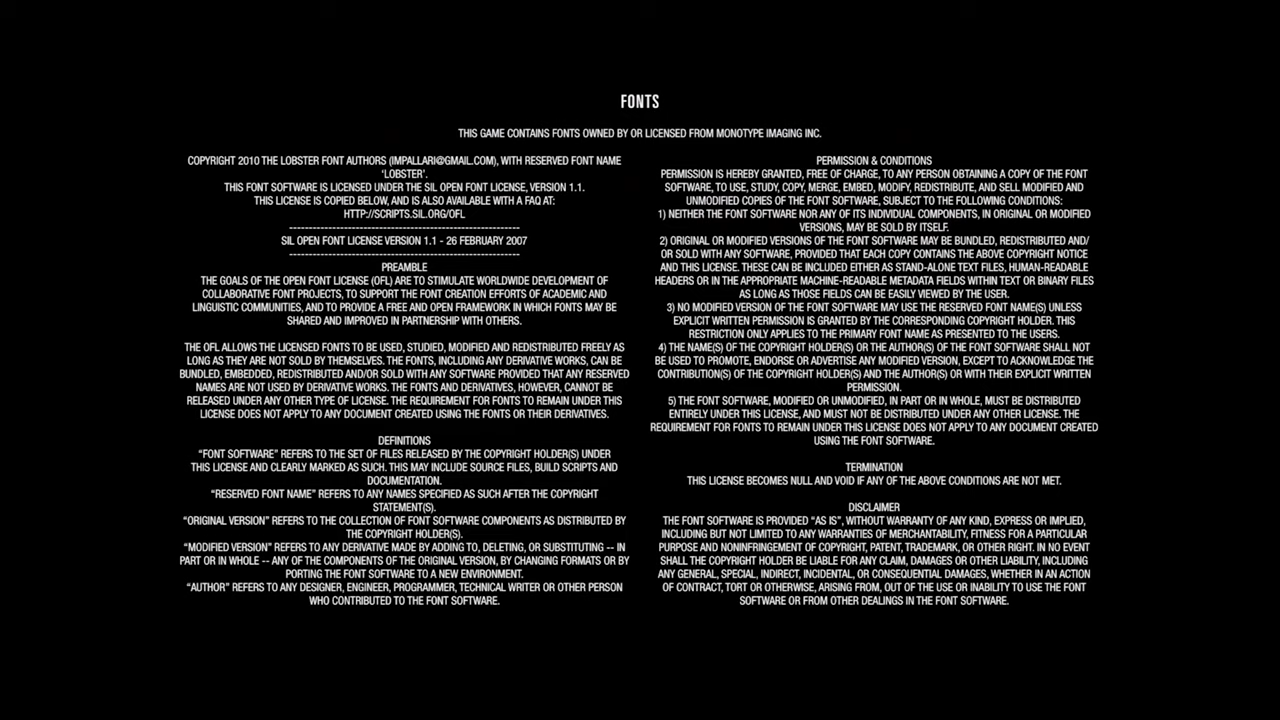 FONTS
THIS GAME CONTAINS FONTS OWNED BY OR LICENSED FROM MONOTYPE IMAGING INC.
COPYRIGHT 2010 THE LOBSTER FONT AUTHORS (IMPALLARI@GMAIL.COM), WITH RESERVED FONT NAME
'LOBSTER'.
THIS FONT SOFTWARE IS LICENSED UNDER THE SIL OPEN FONT LICENSE, VERSION 1.1.
THIS LICENSE IS COPIED BELOW, AND IS ALSO AVAILABLE WITH A FAQ AT:
HTTP://SCRIPTS.SIL.ORG/OFL
-----------------------------------------------------------
SIL OPEN FONT LICENSE VERSION 1.1 - 26 FEBRUARY 2007
-----------------------------------------------------------
PREAMBLE
THE GOALS OF THE OPEN FONT LICENSE (OFL) ARE TO STIMULATE WORLDWIDE DEVELOPMENT OF
COLLABORATIVE FONT PROJECTS, TO SUPPORT THE FONT CREATION EFFORTS OF ACADEMIC AND
LINGUISTIC COMMUNITIES, AND TO PROVIDE A FREE AND OPEN FRAMEWORK IN WHICH FONTS MAY BE
SHARED AND IMPROVED IN PARTNERSHIP WITH OTHERS.
THE OFL ALLOWS THE LICENSED FONTS TO BE USED, STUDIED, MODIFIED AND REDISTRIBUTED FREELY AS
LONG AS THEY ARE NOT SOLD BY THEMSELVES. THE FONTS, INCLUDING ANY DERIVATIVE WORKS, CAN BE
BUNDLED, EMBEDDED, REDISTRIBUTED AND/OR SOLD WITH ANY SOFTWARE PROVIDED THAT ANY RESERVED
NAMES ARE NOT USED BY DERIVATIVE WORKS. THE FONTS AND DERIVATIVES, HOWEVER, CANNOT BE
RELEASED UNDER ANY OTHER TYPE OF LICENSE. THE REQUIREMENT FOR FONTS TO REMAIN UNDER THIS
LICENSE DOES NOT APPLY TO ANY DOCUMENT CREATED USING THE FONTS OR THEIR DERIVATIVES.
DEFINITIONS
“FONT SOFTWARE” REFERS TO THE SET OF FILES RELEASED BY THE COPYRIGHT HOLDER(S) UNDER
THIS LICENSE AND CLEARLY MARKED AS SUCH. THIS MAY INCLUDE SOURCE FILES, BUILD SCRIPTS AND
DOCUMENTATION.
“RESERVED FONT NAME” REFERS TO ANY NAMES SPECIFIED AS SUCH AFTER THE COPYRIGHT
STATEMENT(S).
“ORIGINAL VERSION” REFERS TO THE COLLECTION OF FONT SOFTWARE COMPONENTS AS DISTRIBUTED BY
THE COPYRIGHT HOLDER(S).
“MODIFIED VERSION” REFERS TO ANY DERIVATIVE MADE BY ADDING TO, DELETING, OR SUBSTITUTING -- IN
PART OR IN WHOLE -- ANY OF THE COMPONENTS OF THE ORIGINAL VERSION, BY CHANGING FORMATS OR BY
PORTING THE FONT SOFTWARE TO A NEW ENVIRONMENT.
“AUTHOR” REFERS TO ANY DESIGNER, ENGINEER, PROGRAMMER, TECHNICAL WRITER OR OTHER PERSON
WHO CONTRIBUTED TO THE FONT SOFTWARE.
PERMISSION & CONDITIONS
PERMISSION IS HEREBY GRANTED, FREE OF CHARGE, TO ANY PERSON OBTAINING A COPY OF THE FONT
SOFTWARE, TO USE, STUDY, COPY, MERGE, EMBED, MODIFY, REDISTRIBUTE, AND SELL MODIFIED AND
UNMODIFIED COPIES OF THE FONT SOFTWARE, SUBJECT TO THE FOLLOWING CONDITIONS:
1) NEITHER THE FONT SOFTWARE NOR ANY OF ITS INDIVIDUAL COMPONENTS, IN ORIGINAL OR MODIFIED
VERSIONS, MAY BE SOLD BY ITSELF.
2) ORIGINAL OR MODIFIED VERSIONS OF THE FONT SOFTWARE MAY BE BUNDLED, REDISTRIBUTED AND/
OR SOLD WITH ANY SOFTWARE, PROVIDED THAT EACH COPY CONTAINS THE ABOVE COPYRIGHT NOTICE
AND THIS LICENSE. THESE CAN BE INCLUDED EITHER AS STAND-ALONE TEXT FILES, HUMAN-READABLE
HEADERS OR IN THE APPROPRIATE MACHINE-READABLE METADATA FIELDS WITHIN TEXT OR BINARY FILES
AS LONG AS THOSE FIELDS CAN BE EASILY VIEWED BY THE USER.
3) NO MODIFIED VERSION OF THE FONT SOFTWARE MAY USE THE RESERVED FONT NAME(S) UNLESS
EXPLICIT WRITTEN PERMISSION IS GRANTED BY THE CORRESPONDING COPYRIGHT HOLDER. THIS
RESTRICTION ONLY APPLIES TO THE PRIMARY FONT NAME AS PRESENTED TO THE USERS.
4) THE NAME(S) OF THE COPYRIGHT HOLDER(S) OR THE AUTHOR(S) OF THE FONT SOFTWARE SHALL NOT
BE USED TO PROMOTE, ENDORSE OR ADVERTISE ANY MODIFIED VERSION, EXCEPT TO ACKNOWLEDGE THE
CONTRIBUTION(S) OF THE COPYRIGHT HOLDER(S) AND THE AUTHOR(S) OR WITH THEIR EXPLICIT WRITTEN
PERMISSION.
5) THE FONT SOFTWARE, MODIFIED OR UNMODIFIED, IN PART OR IN WHOLE, MUST BE DISTRIBUTED
ENTIRELY UNDER THIS LICENSE, AND MUST NOT BE DISTRIBUTED UNDER ANY OTHER LICENSE. THE
REQUIREMENT FOR FONTS TO REMAIN UNDER THIS LICENSE DOES NOT APPLY TO ANY DOCUMENT CREATED
USING THE FONT SOFTWARE.
TERMINATION
THIS LICENSE BECOMES NULL AND VOID IF ANY OF THE ABOVE CONDITIONS ARE NOT MET.
DISCLAIMER
THE FONT SOFTWARE IS PROVIDED “AS IS”, WITHOUT WARRANTY OF ANY KIND, EXPRESS OR IMPLIED,
INCLUDING BUT NOT LIMITED TO ANY WARRANTIES OF MERCHANTABILITY, FITNESS FOR A PARTICULAR
PURPOSE AND NONINFRINGEMENT OF COPYRIGHT, PATENT, TRADEMARK, OR OTHER RIGHT. IN NO EVENT
SHALL THE COPYRIGHT HOLDER BE LIABLE FOR ANY CLAIM, DAMAGES OR OTHER LIABILITY, INCLUDING
ANY GENERAL, SPECIAL, INDIRECT, INCIDENTAL, OR CONSEQUENTIAL DAMAGES, WHETHER IN AN ACTION
OF CONTRACT, TORT OR OTHERWISE, ARISING FROM, OUT OF THE USE OR INABILITY TO USE THE FONT
SOFTWARE OR FROM OTHER DEALINGS IN THE FONT SOFTWARE.